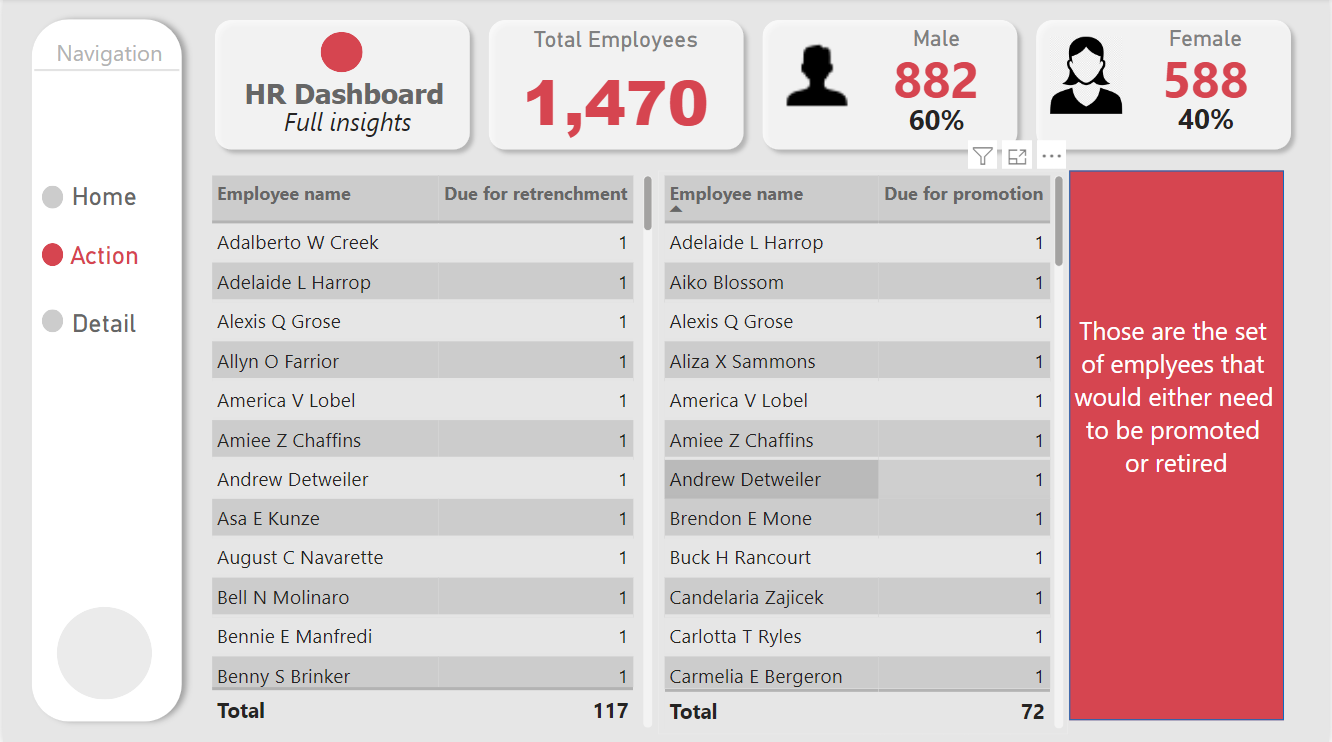 Navigation
Home
Action
Detail
HR Dashboard
Full insights
Total Employees
1,470
Male
882
60%
Female
588
40%
Employee name Due for retrenchment
Adalberto W Creek 1
Adelaide L Harrop 1
Alexis Q Grose 1
Allyn O Farrior 1
America V Lobel 1
Amiee Z Chaffins 1
Andrew Detweiler 1
Asa E Kunze 1
August C Navarette 1
Bell N Molinaro 1
Bennie E Manfredi 1
Benny S Brinker 1
Total 117
Employee name Due for promotion
Adelaide L Harrop 1
Aiko Blossom 1
Alexis Q Grose 1
Aliza X Sammons 1
America V Lobel 1
Amiee Z Chaffins 1
Andrew Detweiler 1
Brendon E Mone 1
Buck H Rancourt 1
Candelaria Zajicek 1
Carlotta T Ryles 1
Carmelia E Bergeron 1
Total 72
Those are the set
of emplyees that
would either need
to be promoted
or retired